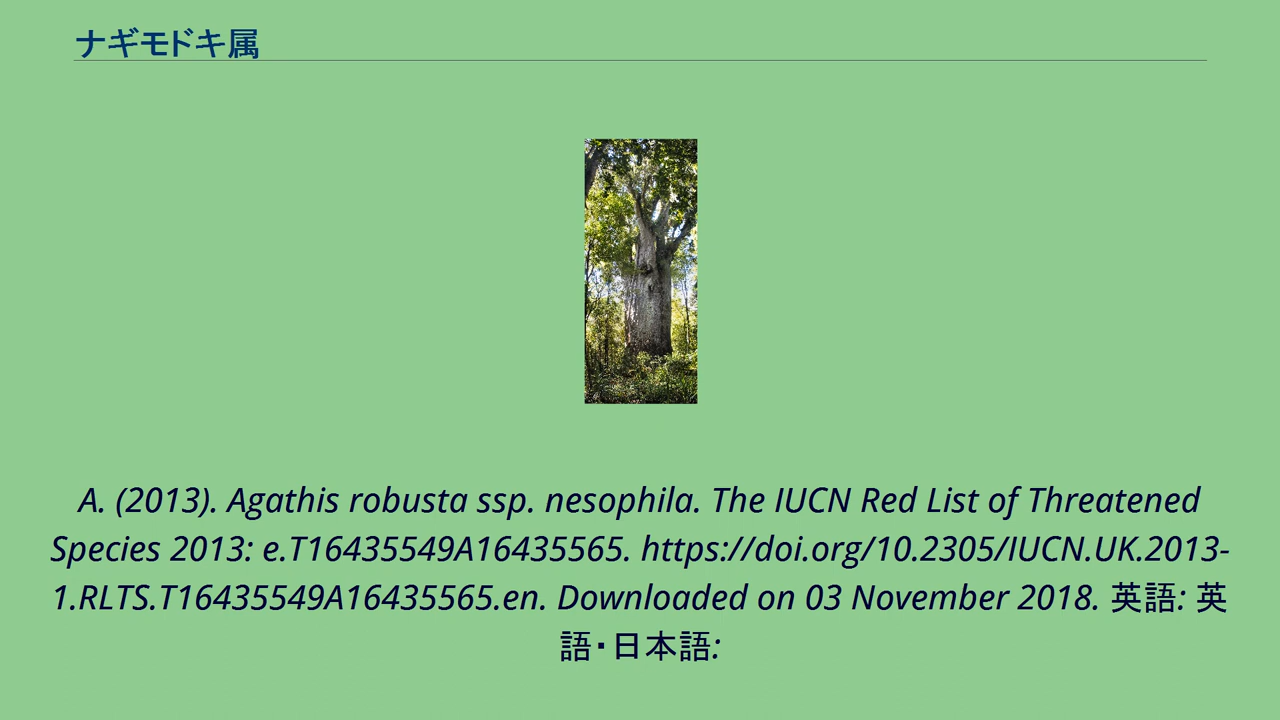 ナギモドキ属
A. (2013). Agathis robusta ssp. nesophila. The IUCN Red List of Threatened
Species 2013: e.T16435549A16435565. https://doi.org/10.2305/IUCN.UK.2013-
1.RLTS.T16435549A16435565.en. Downloaded on 03 November 2018. 英語: 英
語・日本語: